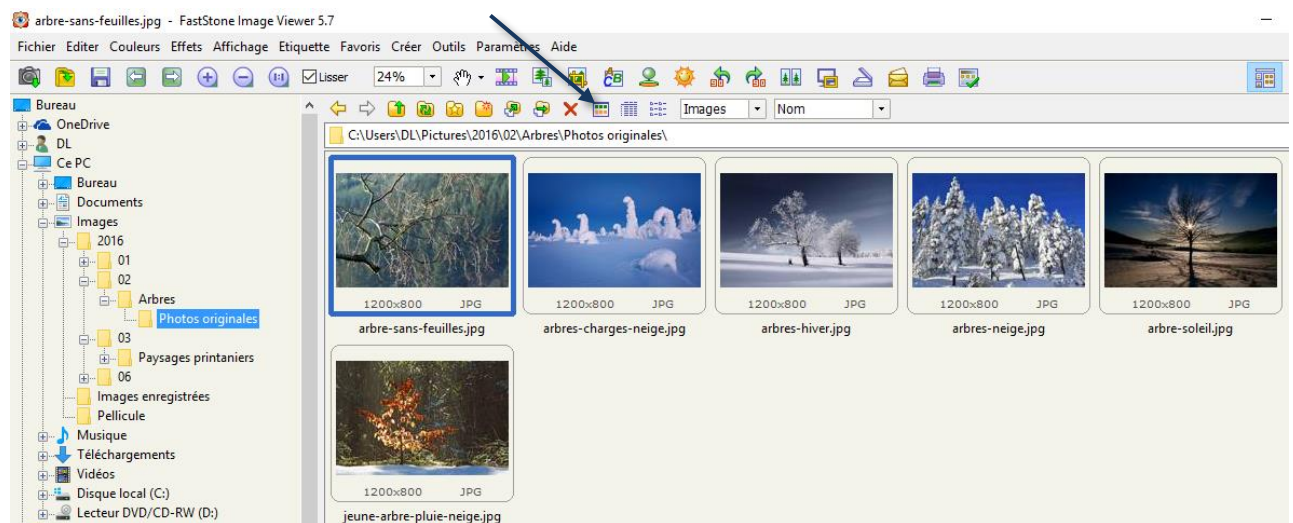 arbre-sans-feuilles.jpg - FastStone Image Viewer 5.7
Fichier Editer Couleurs Effets Affichage Etiquette Favoris Créer Outils Paramètres Aide
1:1 Lisser 24%
Bureau
OneDrive
DL
Ce PC
Bureau
Documents
Images
2016
01
02
Arbres
Photos originales
03
Paysages printaniers
06
Images enregistrées
Pellicule
Musique
Téléchargements
Vidéos
Disque local (C:)
Lecteur DVD/CD-RW (D:)
Images Nom
C:\Users\DL\Pictures\2016\02\Arbres\Photos originales\
1200x800 JPG 1200x800 JPG 1200x800 JPG 1200x800 JPG 1200x800 JPG
arbre-sans-feuilles.jpg arbres-charges-neige.jpg arbres-hiver.jpg arbres-neige.jpg arbre-soleil.jpg
1200x800 JPG
jeune-arbre-pluie-neige.jpg